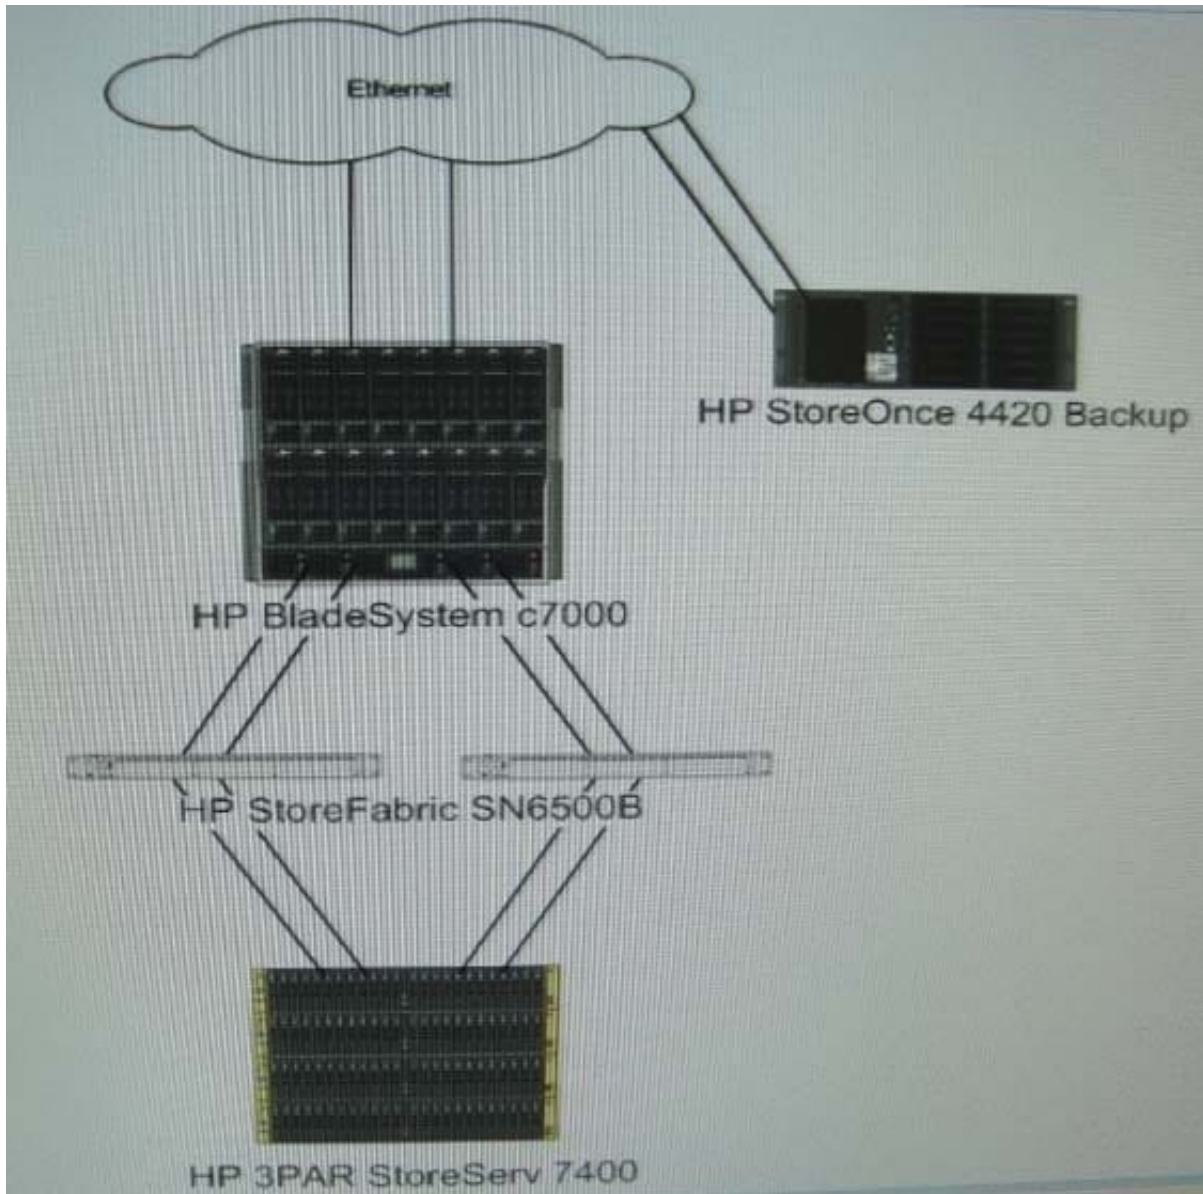 Ethernet
HP StoreOnce 4420 Backup
HP BladeSystem c7000
HP StoreFabric SN6500B
HP 3PAR StoreServ 7400